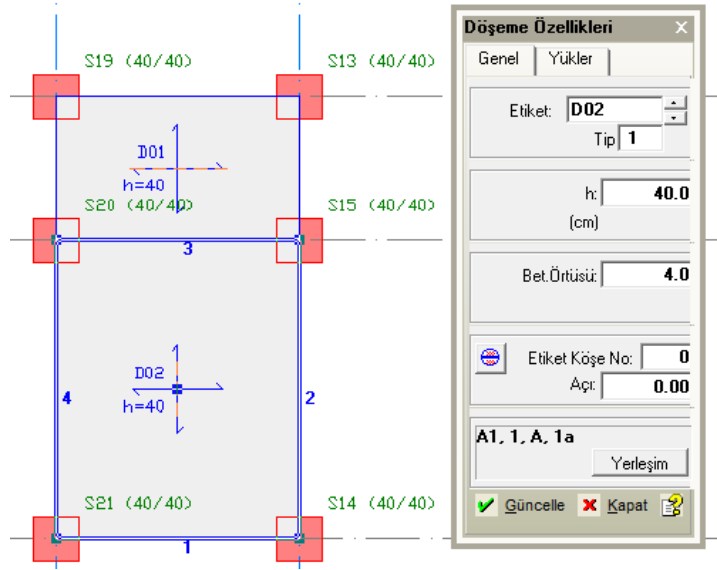 S19 (40/40)
S13 (40/40)
D01
h=40
S20 (40/40)
S15 (40/40)
3
D02
h=40
4
2
S21 (40/40)
S14 (40/40)
1
Döşeme Özellikleri
Genel
Yükler
Etiket: D02
Tip 1
h: 40.0
(cm)
Bet.Örtüsü: 4.0
Etiket Köşe No: 0
Açı: 0.00
A1, 1, A, 1a
Yerleşim
Güncelle
Kapat